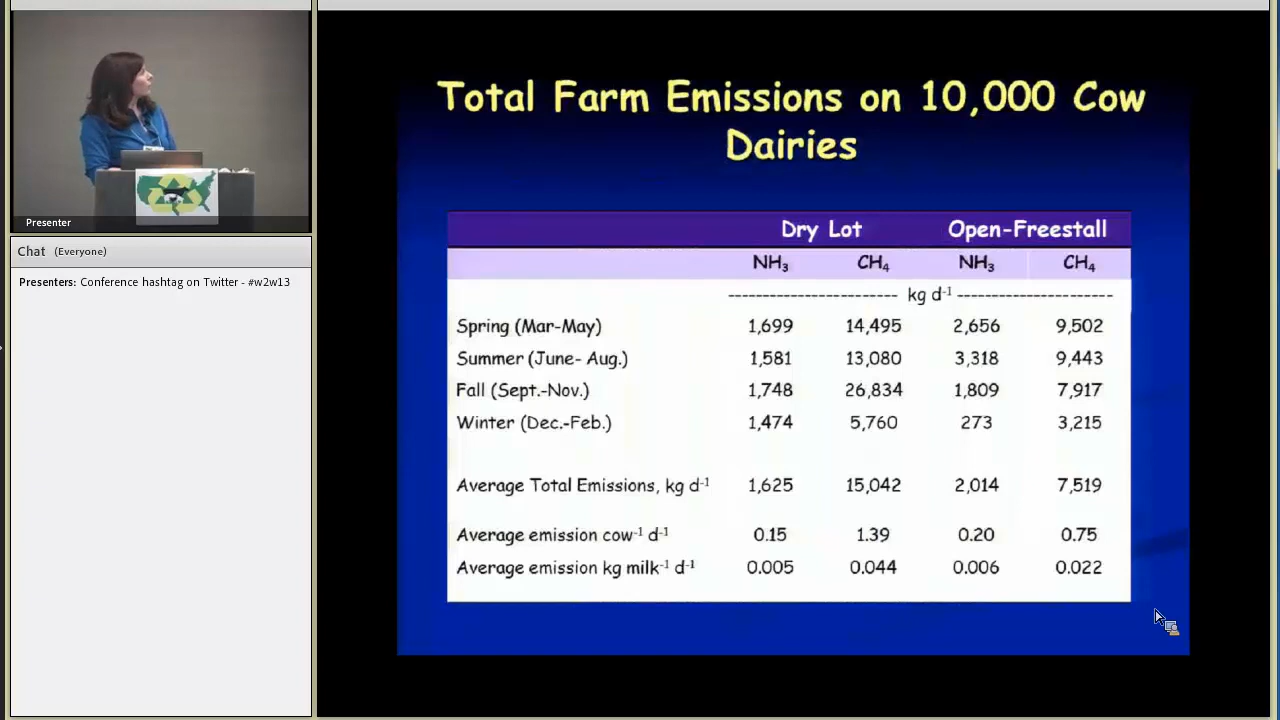 Presenter
Chat (Everyone)
Presenters: Conference hashtag on Twitter - #w2w13
Total Farm Emissions on 10,000 Cow
Dairies
Dry Lot Open-Freestall
NH₃ CH₄ NH₃ CH₄
------------------------ kg d⁻¹ ----------------------
Spring (Mar-May) 1,699 14,495 2,656 9,502
Summer (June- Aug.) 1,581 13,080 3,318 9,443
Fall (Sept.-Nov.) 1,748 26,834 1,809 7,917
Winter (Dec.-Feb.) 1,474 5,760 273 3,215
Average Total Emissions, kg d⁻¹ 1,625 15,042 2,014 7,519
Average emission cow⁻¹ d⁻¹ 0.15 1.39 0.20 0.75
Average emission kg milk⁻¹ d⁻¹ 0.005 0.044 0.006 0.022